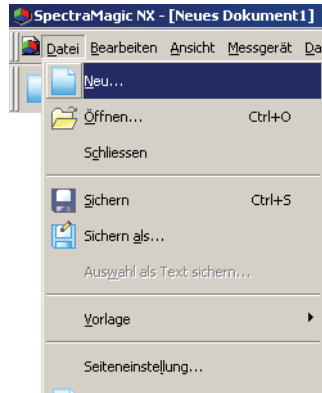 SpectraMagic NX - [Neues Dokument1]
Datei Bearbeiten Ansicht Messgerät Da
Neu...
Öffnen... Ctrl+O
Schliessen
Sichern Ctrl+S
Sichern als...
Auswahl als Text sichern...
Vorlage
Seiteneinstellung...